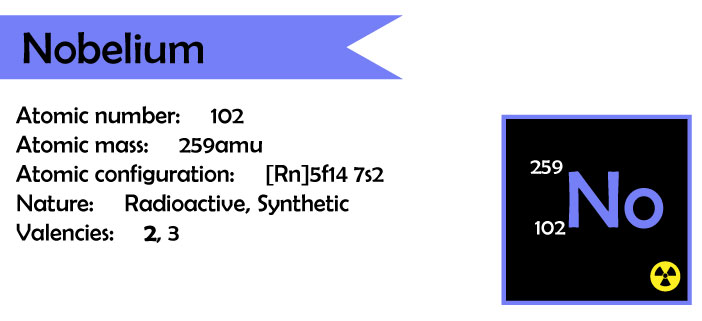 Nobelium
Atomic number: 102
Atomic mass: 259amu
Atomic configuration: [Rn]5f14 7s2
Nature: Radioactive, Synthetic
Valencies: 2, 3
259
No
102